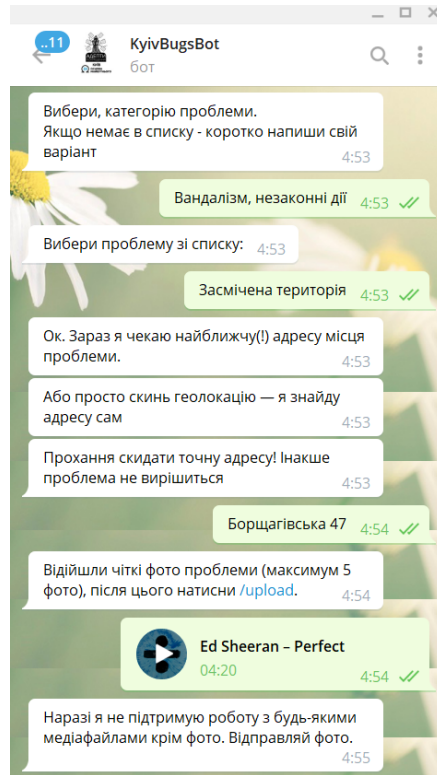 ..11
KyivBugsBot
бот
Вибери, категорію проблеми.
Якщо немає в списку - коротко напиши свій
варіант
4:53
Вандалізм, незаконні дії 4:53
Вибери проблему зі списку: 4:53
Засмічена територія 4:53
Ок. Зараз я чекаю найближчу(!) адресу місця
проблеми.
4:53
Або просто скинь геолокацію — я знайду
адресу сам
4:53
Прохання скидати точну адресу! Інакше
проблема не вирішиться
4:53
Борщагівська 47 4:54
Відійшли чіткі фото проблеми (максимум 5
фото), після цього натисни /upload. 4:54
Ed Sheeran – Perfect
04:20
4:54
Наразі я не підтримую роботу з будь-якими
медіафайлами крім фото. Відправляй фото.
4:55